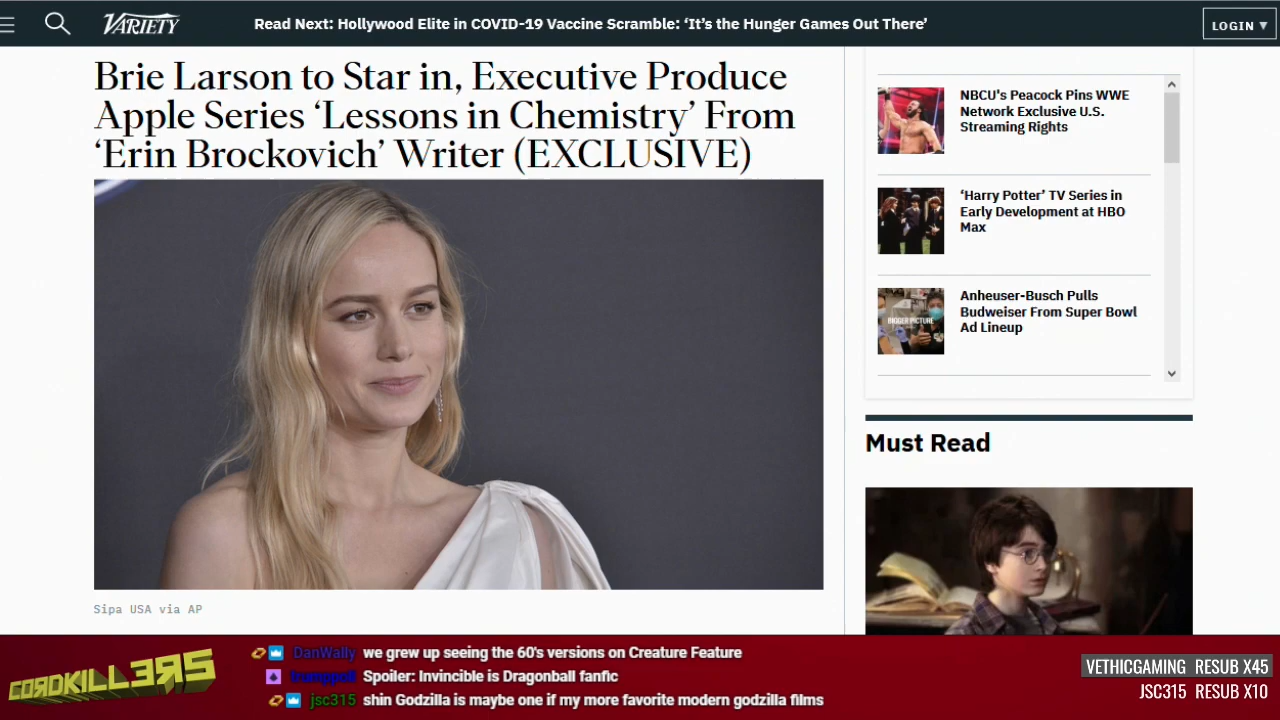 VARIETY
Read Next: Hollywood Elite in COVID-19 Vaccine Scramble: ‘It’s the Hunger Games Out There’
LOGIN ▼
Brie Larson to Star in, Executive Produce
Apple Series ‘Lessons in Chemistry’ From
‘Erin Brockovich’ Writer (EXCLUSIVE)
Sipa USA via AP
NBCU's Peacock Pins WWE
Network Exclusive U.S.
Streaming Rights
‘Harry Potter’ TV Series in
Early Development at HBO
Max
BIGGER PICTURE
Anheuser-Busch Pulls
Budweiser From Super Bowl
Ad Lineup
Must Read
CORDKILLERS
DanWally we grew up seeing the 60's versions on Creature Feature
Spoiler: Invincible is Dragonball fanfic
jsc315 shin Godzilla is maybe one if my more favorite modern godzilla films
VETHICGAMING RESUB X45
JSC315 RESUB X10